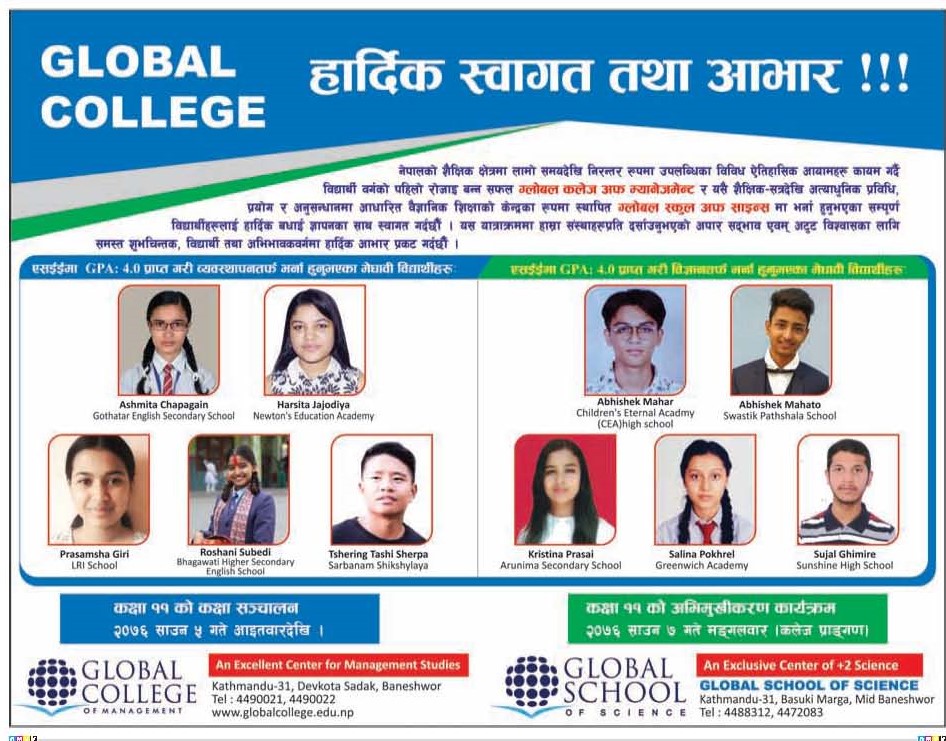 GLOBAL
COLLEGE
हार्दिक स्वागत तथा आभार !!!
नेपालको शैक्षिक क्षेत्रमा लामो समयदेखि निरन्तर रुपमा उपलब्धिका विविध ऐतिहासिक आयामहरू कायम गर्दै
विद्यार्थी वर्गको पहिलो रोजाइ बन्न सफल ग्लोबल कलेज अफ म्यानेजमेन्ट र यसै शैक्षिक-सत्रदेखि अत्याधुनिक प्रविधि,
प्रयोग र अनुसन्धानमा आधारित वैज्ञानिक शिक्षाको केन्द्रका रुपमा स्थापित ग्लोबल स्कुल अफ साइन्स मा भर्ना हुनुभएका सम्पूर्ण
विद्यार्थीहरूलाई हार्दिक बधाई ज्ञापनका साथ स्वागत गर्दछौं । यस यात्राक्रममा हाम्रा संस्थाहरूप्रति दर्साउनुभएको अपार सद्भाव एवम् अटुट विश्वासका लागि
समस्त शुभचिन्तक, विद्यार्थी तथा अभिभावकवर्गमा हार्दिक आभार प्रकट गर्दछौं ।
एसईईमा GPA: 4.0 प्राप्त गरी व्यवस्थापनतर्फ भर्ना हुनुभएका मेधावी विद्यार्थीहरू:
Ashmita Chapagain
Gothatar English Secondary School
Harsita Jajodiya
Newton's Education Academy
Prasamsha Giri
LRI School
Roshani Subedi
Bhagawati Higher Secondary
English School
Tshering Tashi Sherpa
Sarbanam Shikshylaya
एसईईमा GPA: 4.0 प्राप्त गरी विज्ञानतर्फ भर्ना हुनुभएका मेधावी विद्यार्थीहरू:
Abhishek Mahar
Children's Eternal Acadmy
(CEA)high school
Abhishek Mahato
Swastik Pathshala School
Kristina Prasai
Arunima Secondary School
Salina Pokhrel
Greenwich Academy
Sujal Ghimire
Sunshine High School
कक्षा ११ को कक्षा सञ्चालन
२०७६ साउन ५ गते आइतवारदेखि ।
कक्षा ११ को अभिमुखीकरण कार्यक्रम
२०७६ साउन ७ गते मङ्गलवार (कलेज प्राङ्गण)
GLOBAL
COLLEGE
OF MANAGEMENT
An Excellent Center for Management Studies
Kathmandu-31, Devkota Sadak, Baneshwor
Tel : 4490021, 4490022
www.globalcollege.edu.np
GLOBAL
SCHOOL
OF SCIENCE
An Exclusive Center of +2 Science
GLOBAL SCHOOL OF SCIENCE
Kathmandu-31, Basuki Marga, Mid Baneshwor
Tel : 4488312, 4472083